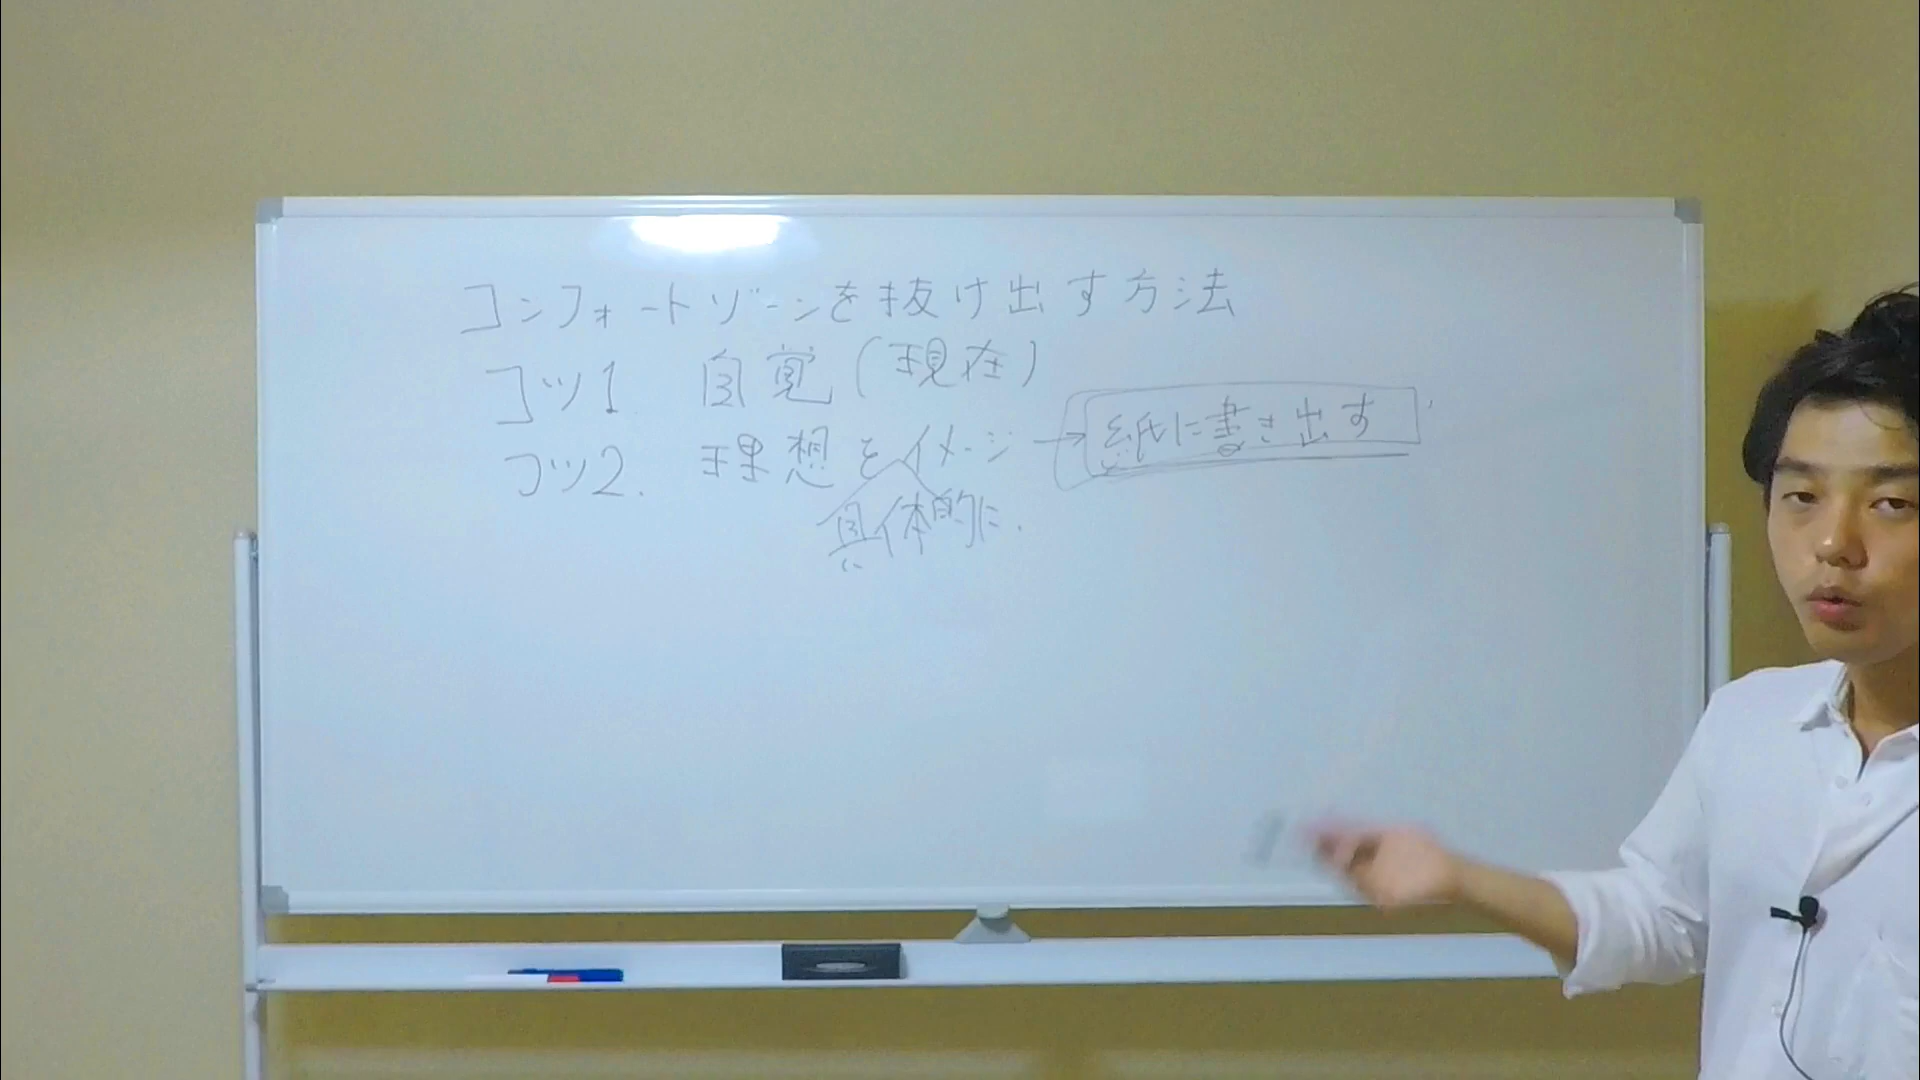 コンフォートゾーンを抜け出す方法
コツ1 自覚(現在)
コツ2. 理想をイメージ→紙に書き出す
具体的に.